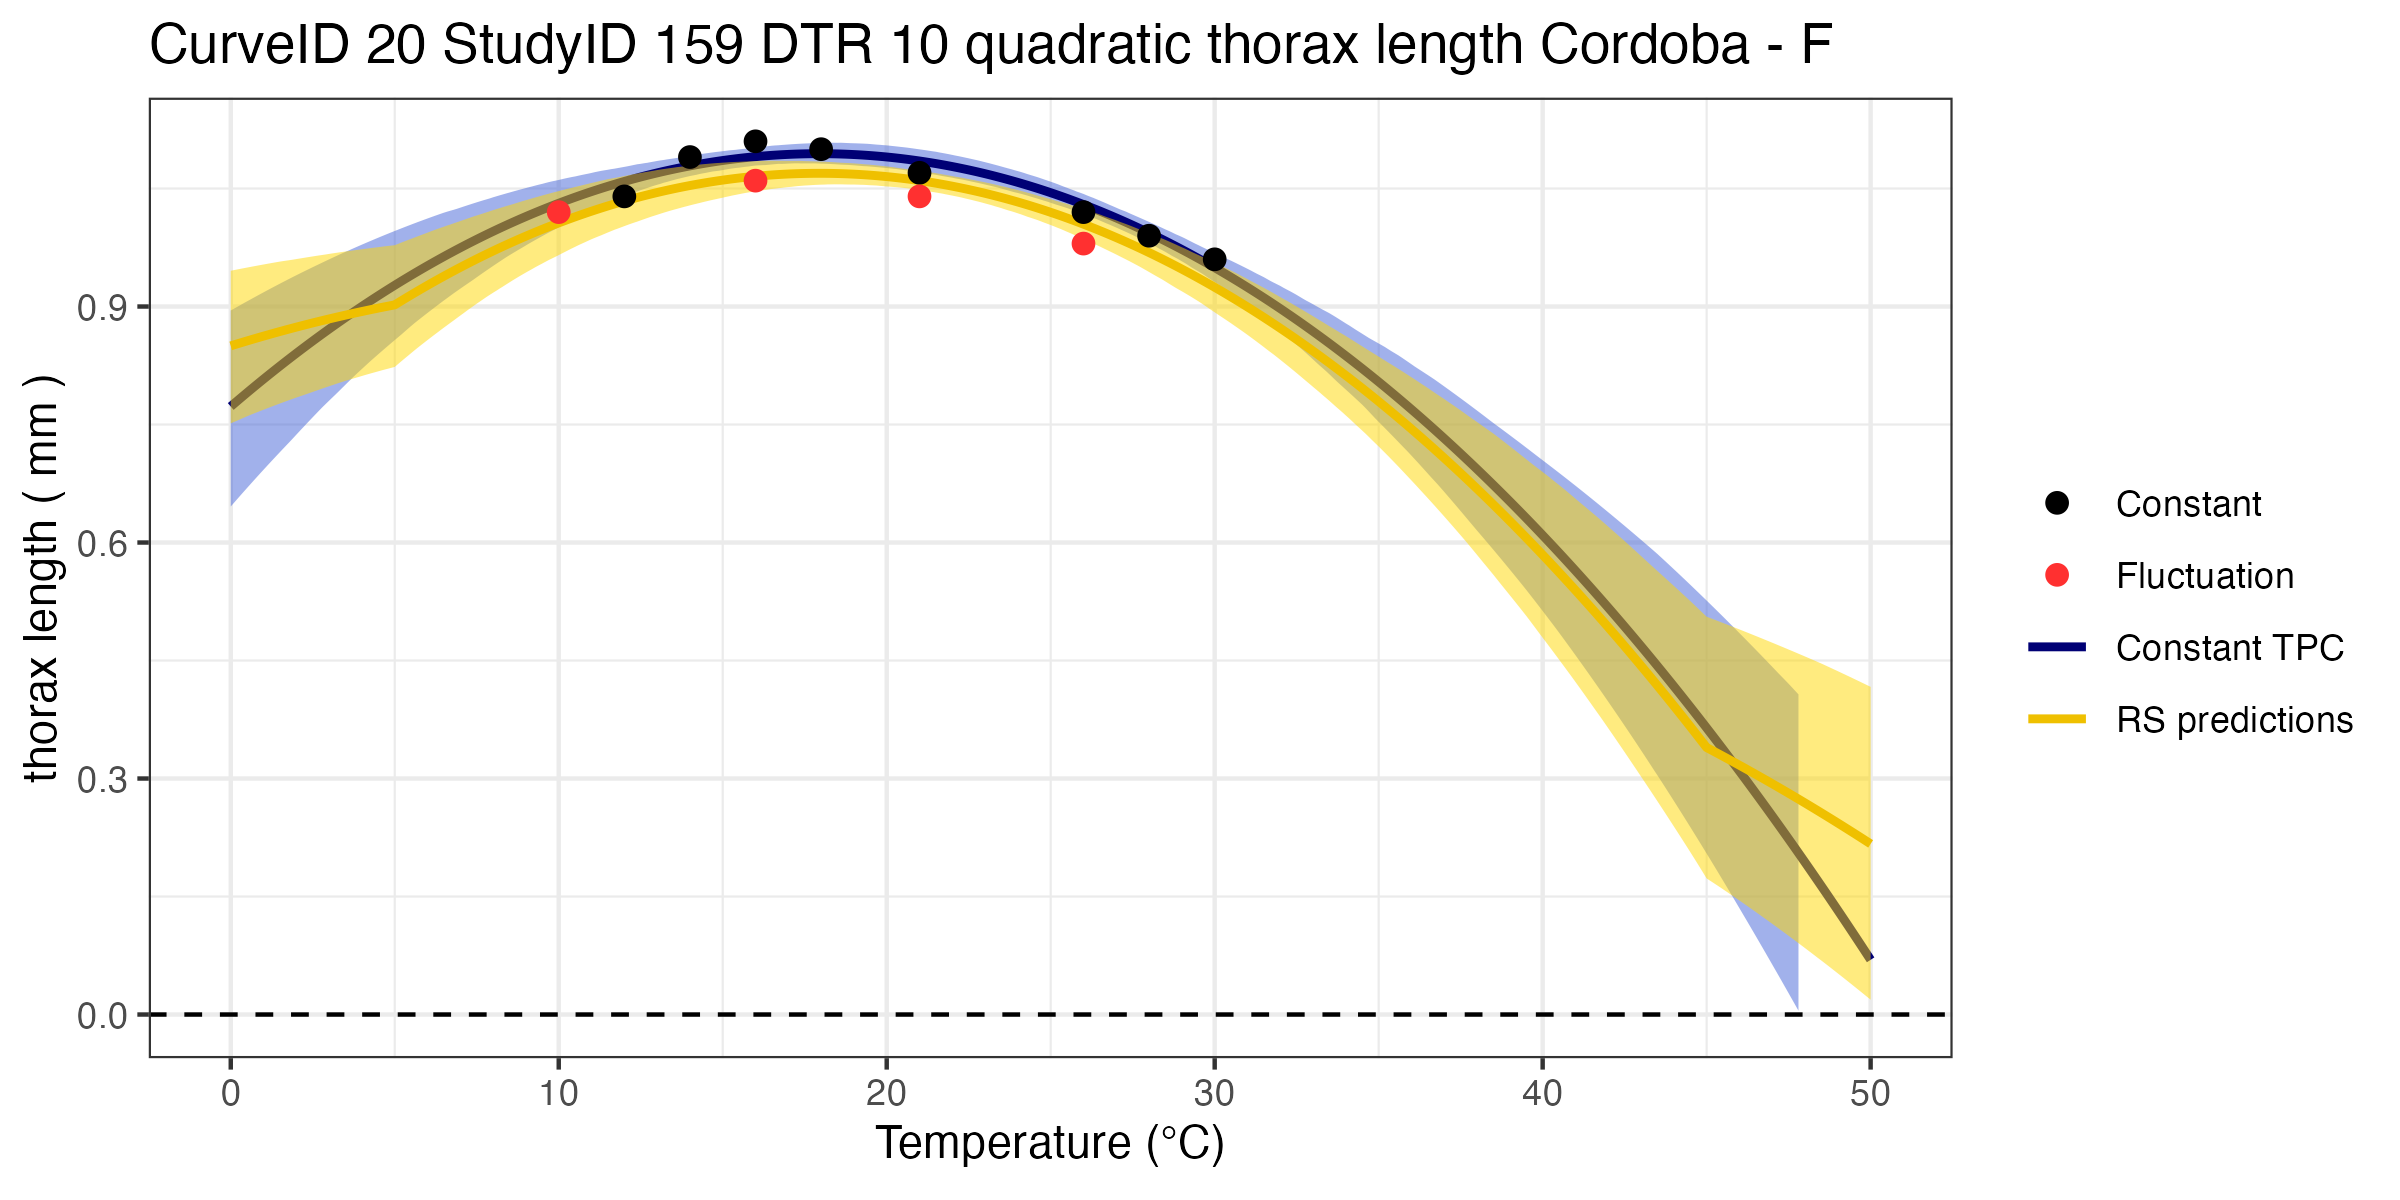 CurveID 20 StudyID 159 DTR 10 quadratic thorax length Cordoba - F
thorax length ( mm )
0.9
0.6
0.3
0.0
0 10 20 30 40 50
Temperature (°C)
Constant
Fluctuation
Constant TPC
RS predictions